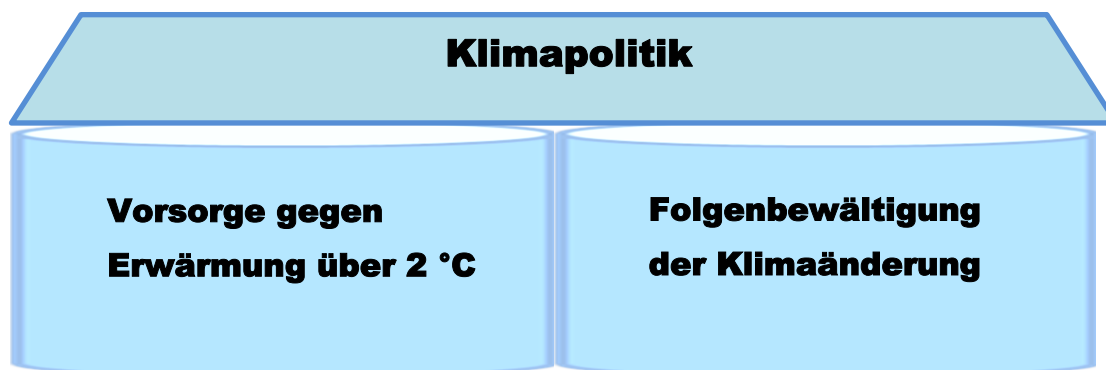 Klimapolitik
Vorsorge gegen
Erwärmung über 2 °C
Folgenbewältigung
der Klimaänderung